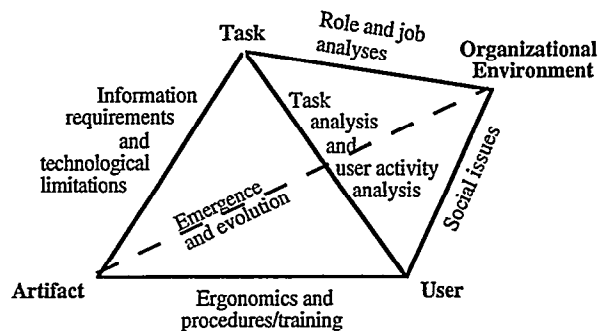 Task
Role and job
analyses
Organizational
Environment
Information
requirements
and
technological
limitations
Task
analysis
and
user activity
analysis
Emergence
and evolution
Social issues
Artifact
User
Ergonomics and
procedures/training